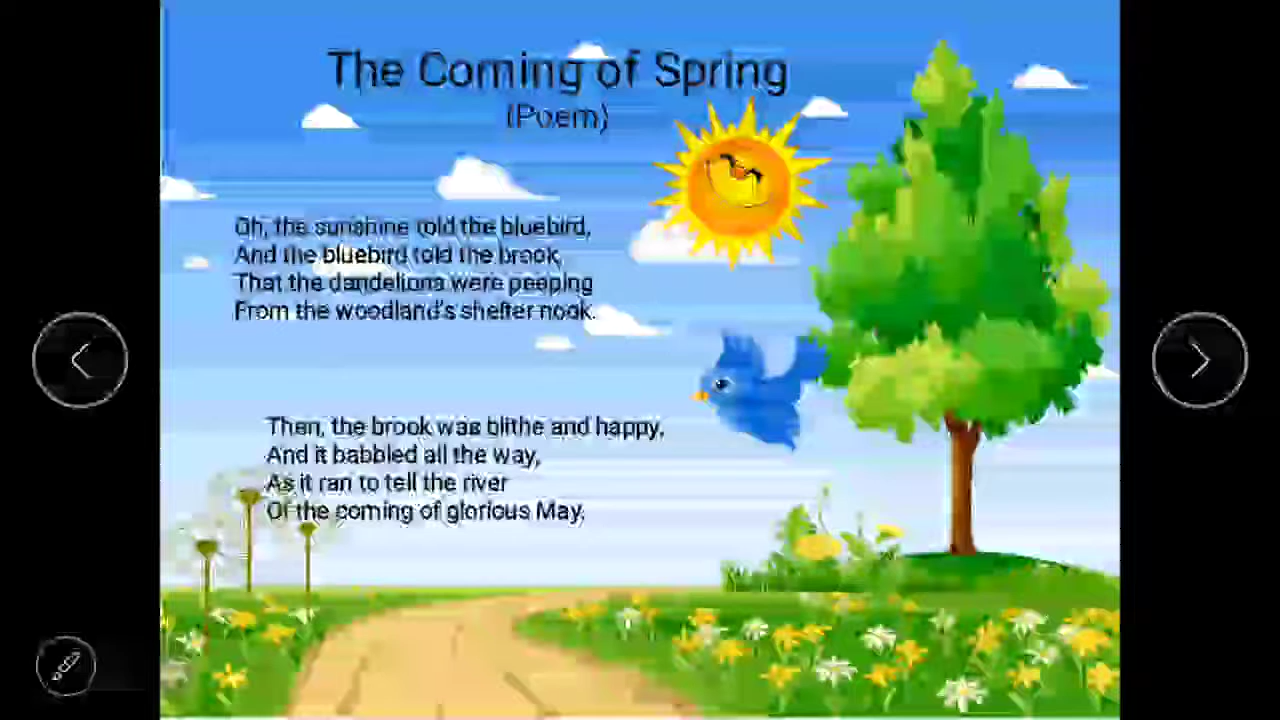 The Coming of Spring
(Poem)
Oh, the sunshine told the bluebird,
And the bluebird told the brook,
That the dandelions were peeping
From the woodland's shelter nook.
Then, the brook was blithe and happy,
And it babbled all the way,
As it ran to tell the river
Of the coming of glorious May.